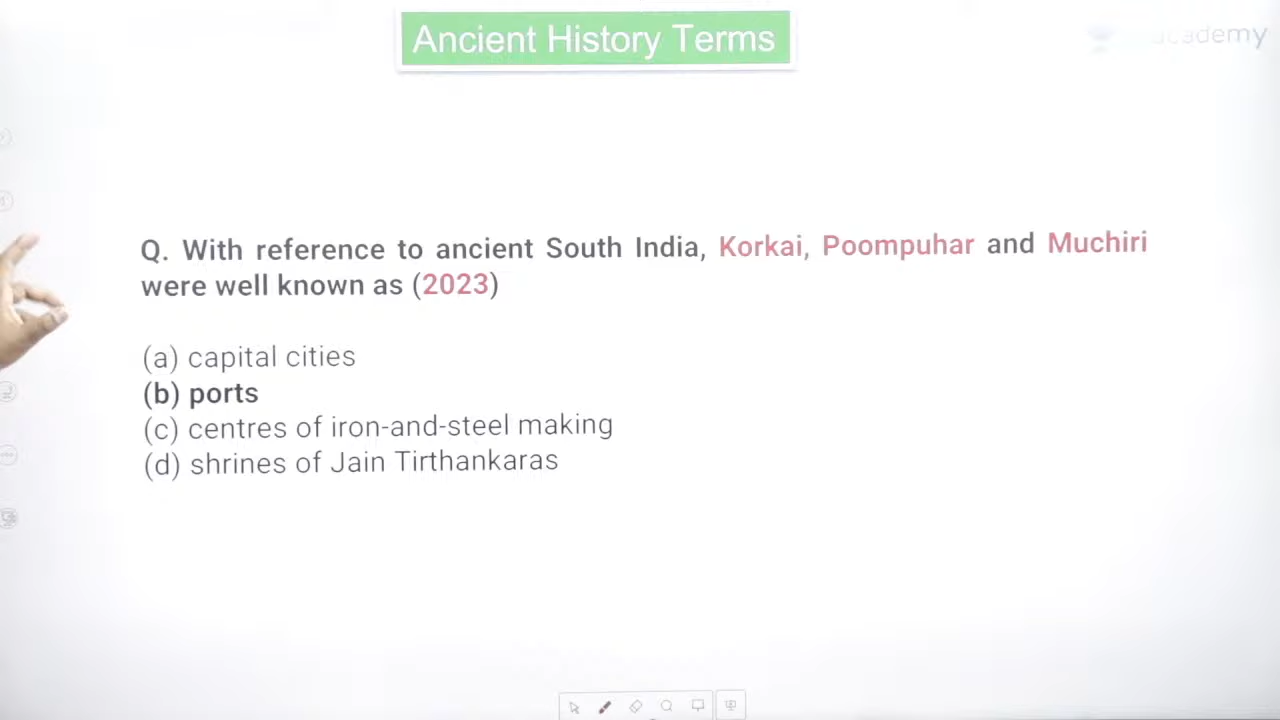 Ancient History Terms
Q. With reference to ancient South India, Korkai, Poompuhar and Muchiri
were well known as (2023)
(a) capital cities
(b) ports
(c) centres of iron-and-steel making
(d) shrines of Jain Tirthankaras